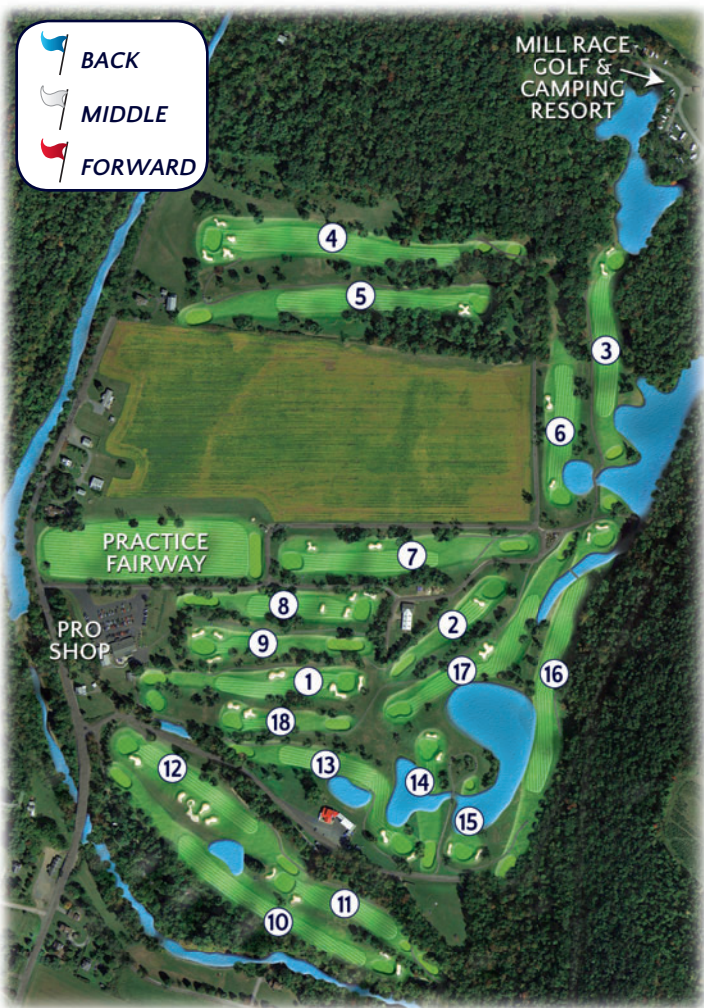 BACK
MIDDLE
FORWARD
MILL RACE
GOLF &
CAMPING
RESORT
4
5
3
6
PRACTICE
FAIRWAY
7
8
2
PRO
SHOP
9
17
1
16
18
13
12
14
15
11
10